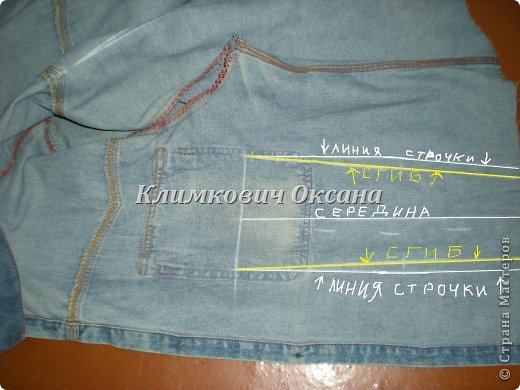 ↓ ЛИНИЯ СТРОЧКИ ↓
↑ СГИБ ↑
Климкович Оксана
СЕРЕДИНА
↓ СГИБ ↓
↑ ЛИНИЯ СТРОЧКИ ↑
© Страна Мастеров